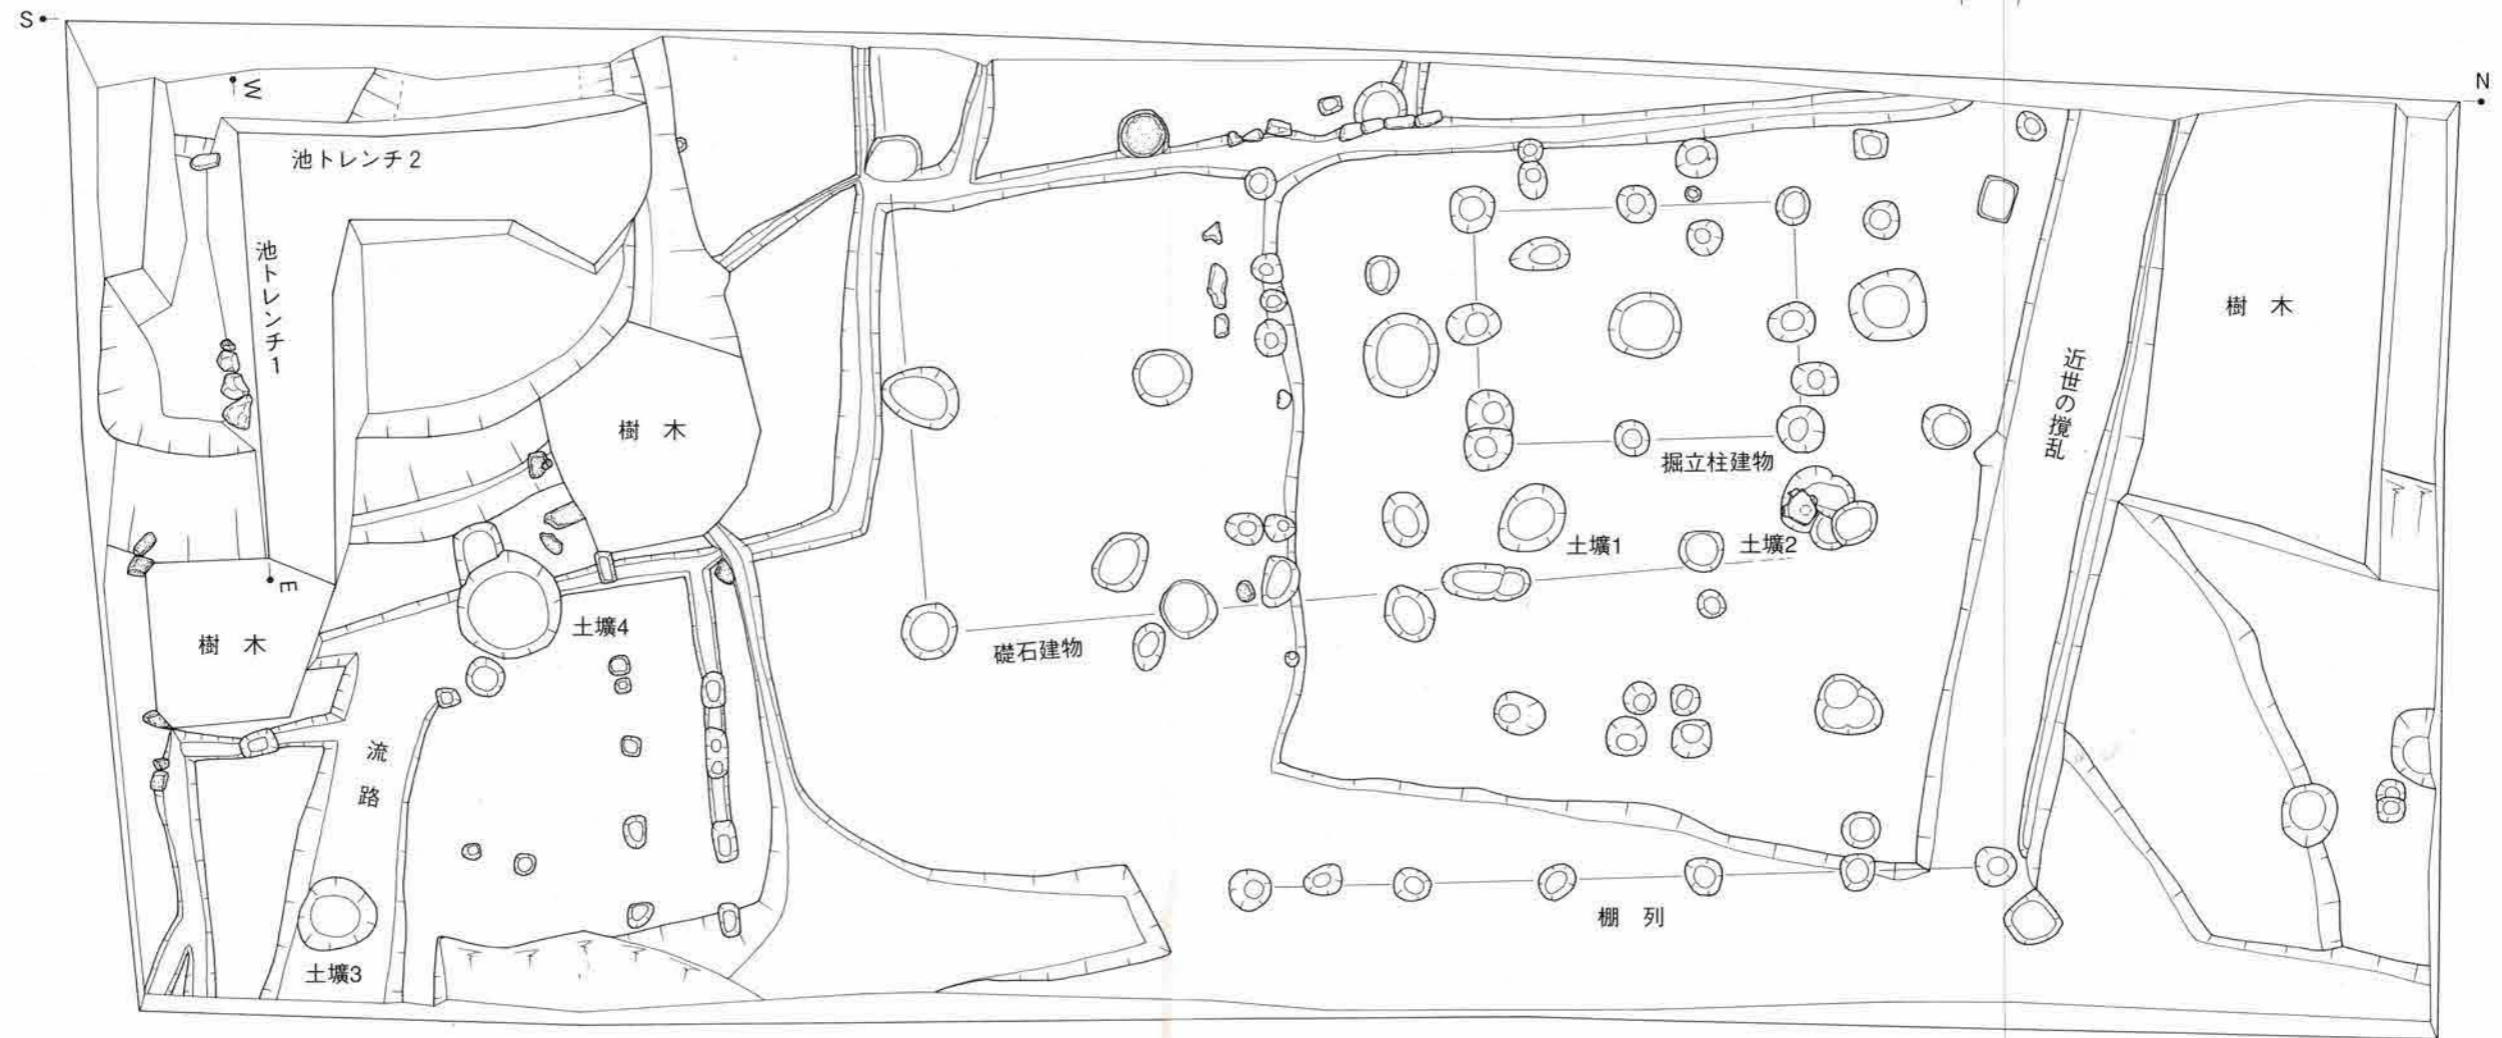 S
N
W
池トレンチ2
池トレンチ1
樹木
近世の撹乱
樹木
掘立柱建物
土壙1
土壙2
E
樹木
土壙4
礎石建物
流路
棚列
土壙3